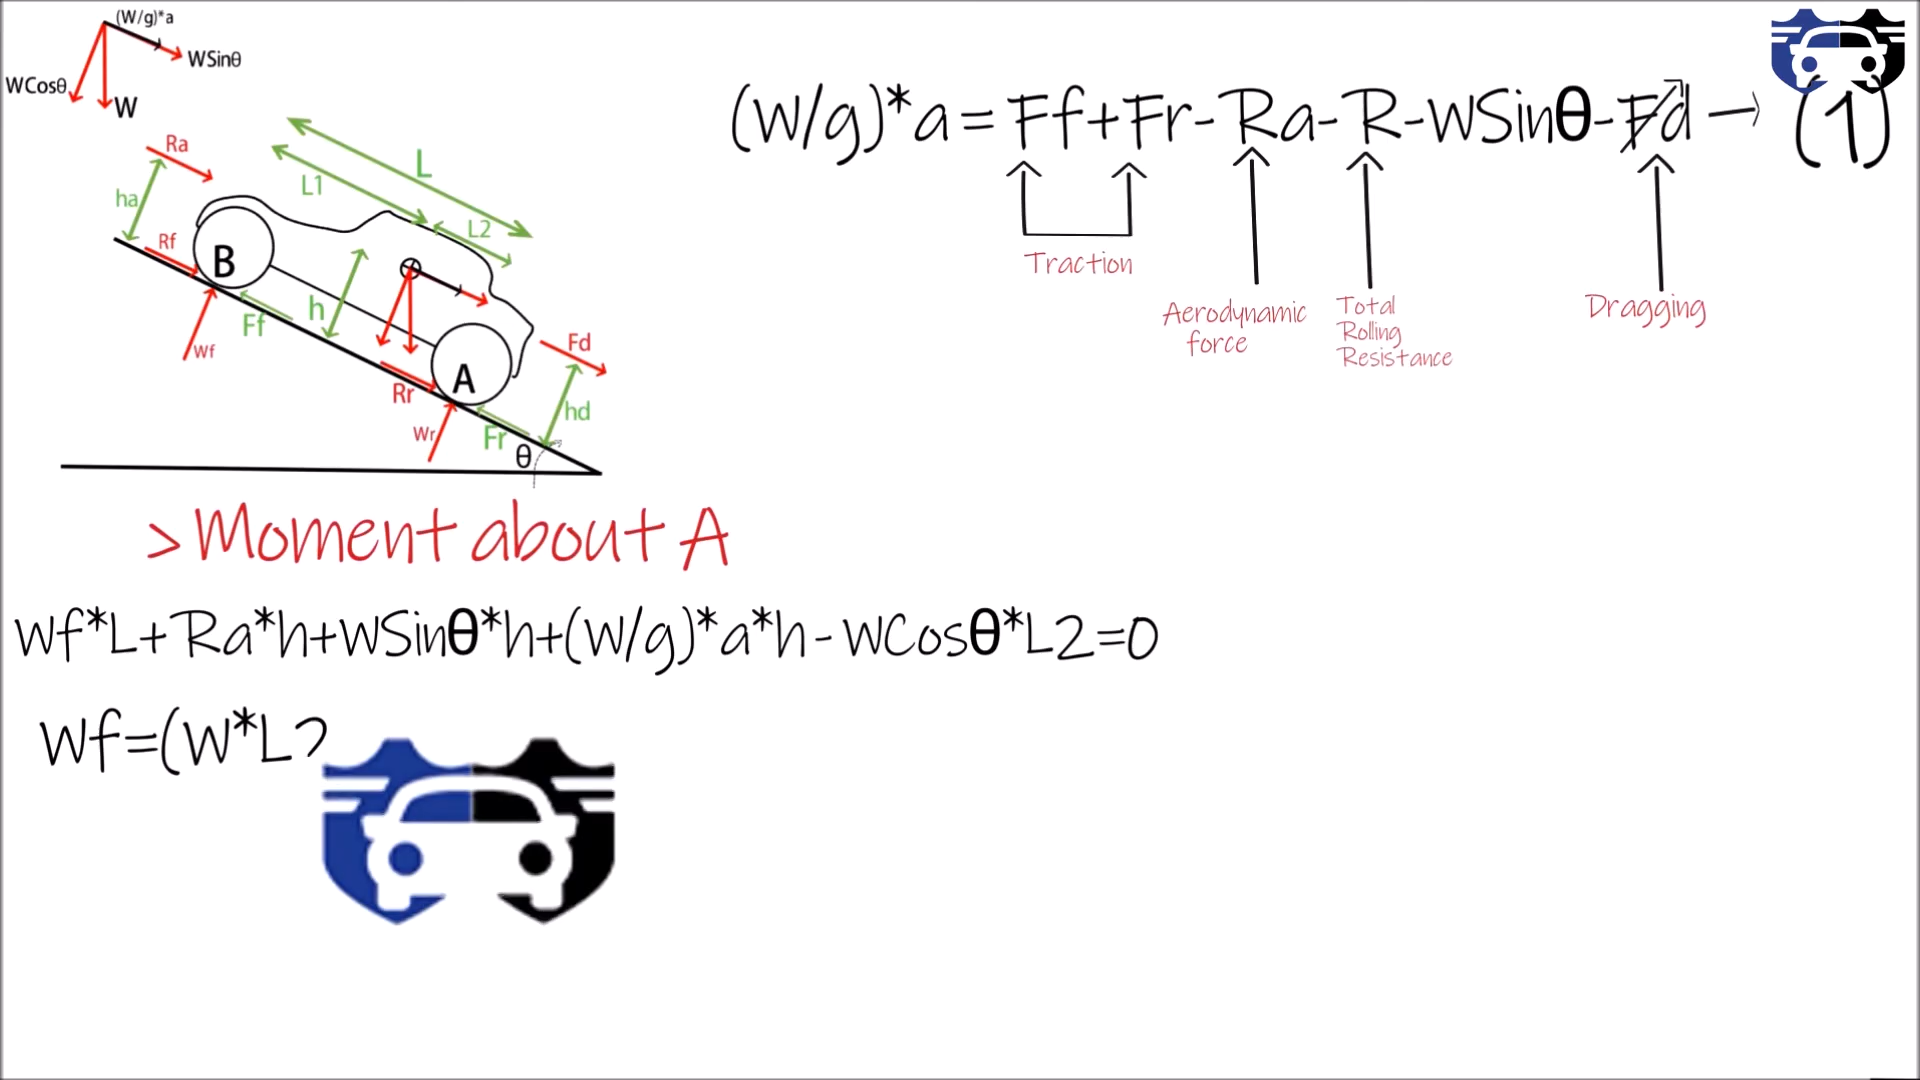 (W/g)*a
WSinθ
WCosθ
W
Ra
ha
Rf
B
L
L1
L2
h
Ff
Wf
Rr
A
Wr
Fr
Fd
hd
θ
(W/g)*a=Ff+Fr-Ra-R-WSinθ-Fd → (1)
Traction
Aerodynamic
force
Total
Rolling
Resistance
Dragging
>Moment about A
Wf*L+Ra*h+WSinθ*h+(W/g)*a*h-WCosθ*L2=0
Wf=(W*L2